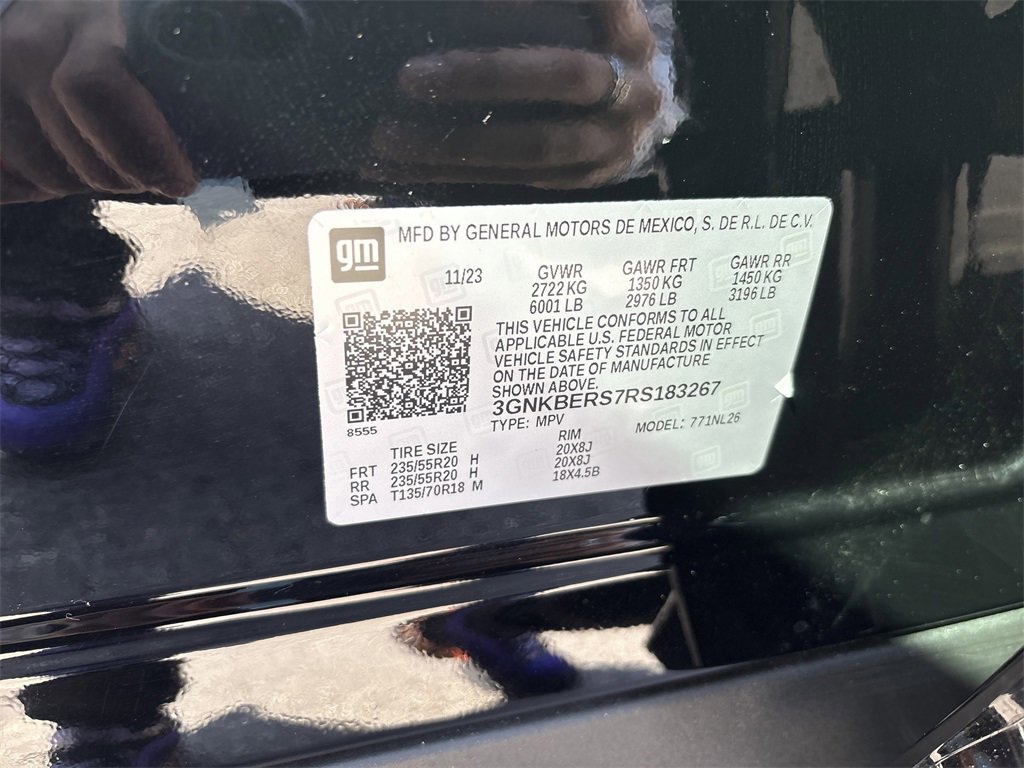 gm
MFD BY GENERAL MOTORS DE MEXICO, S. DE R.L. DE C.V.
11/23
GVWR
2722 KG
6001 LB
GAWR FRT
1350 KG
2976 LB
GAWR RR
1450 KG
3196 LB
THIS VEHICLE CONFORMS TO ALL
APPLICABLE U.S. FEDERAL MOTOR
VEHICLE SAFETY STANDARDS IN EFFECT
ON THE DATE OF MANUFACTURE
SHOWN ABOVE.
3GNKBERS7RS183267
TYPE: MPV
MODEL: 771NL26
8555
TIRE SIZE
RIM
FRT 235/55R20 H 20X8J
RR 235/55R20 H 20X8J
SPA T135/70R18 M 18X4.5B